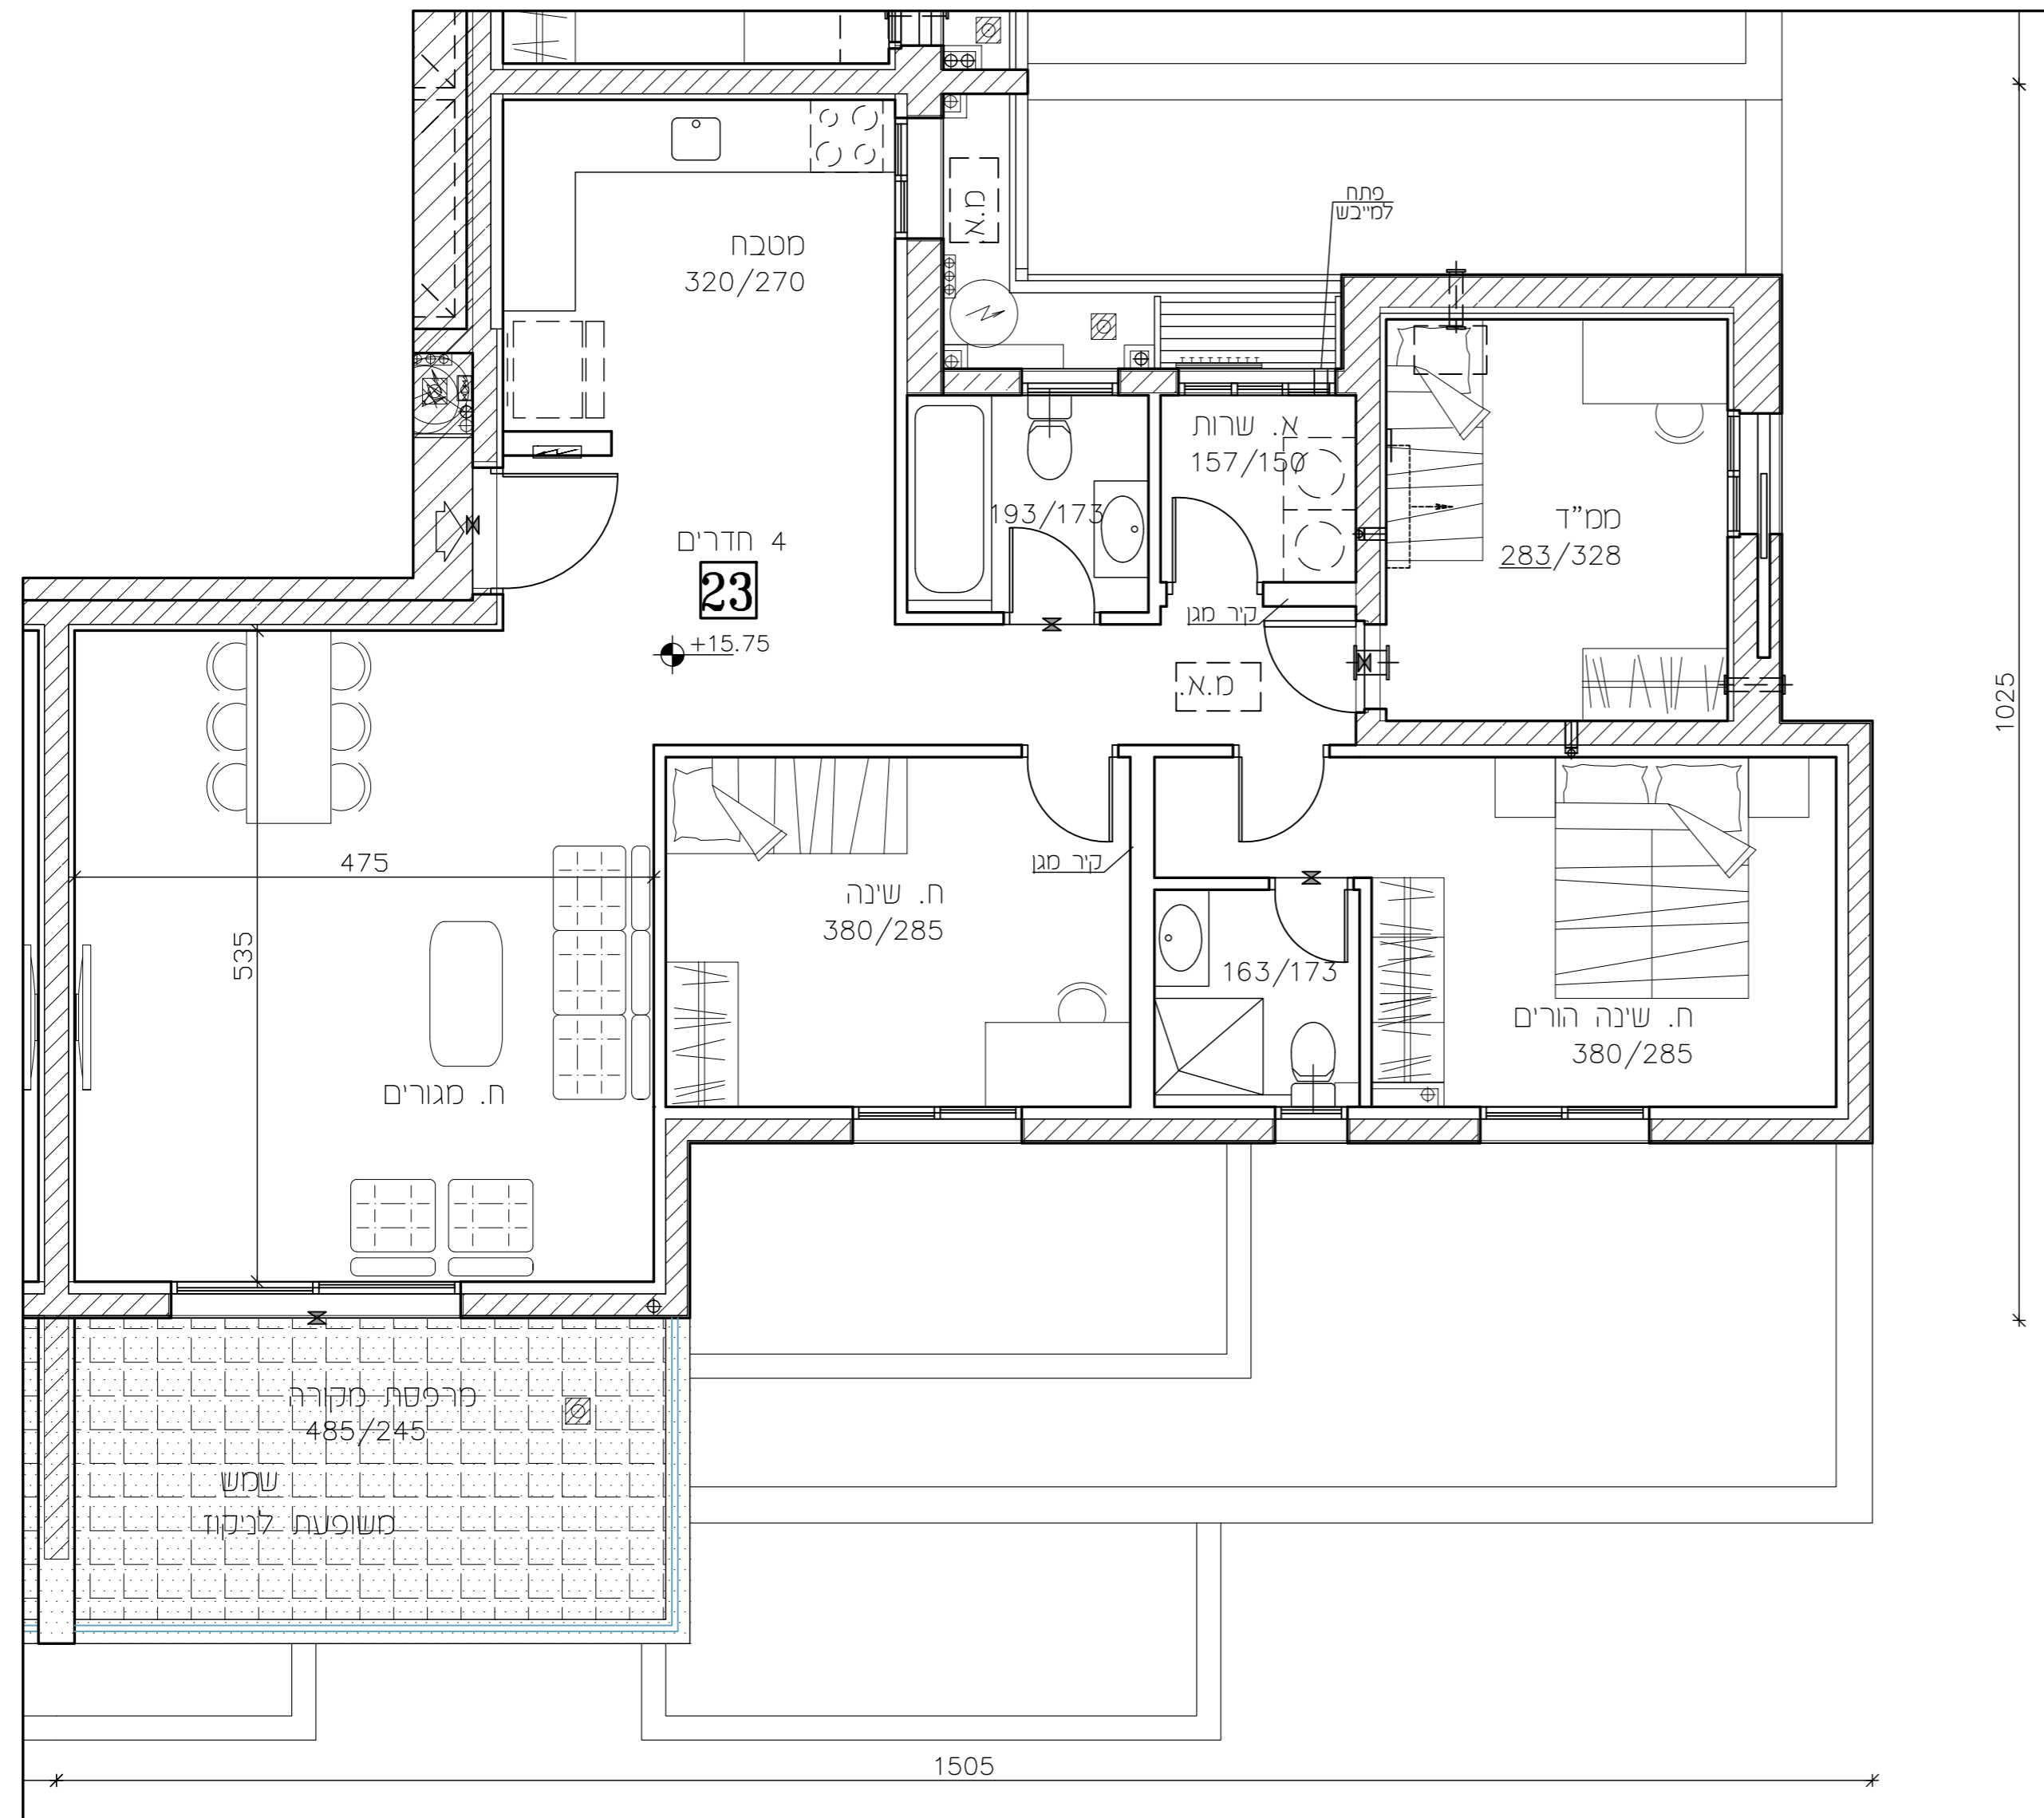 פתח
למייבש
מ.א
מטבח
320/270
א. שרות
157/150
193/173
ממ"ד
283/328
4 חדרים
23
+15.75
קיר מגן
מ.א.
1025
475
535
ח. שינה
380/285
קיר מגן
163/173
ח. שינה הורים
380/285
ח. מגורים
מרפסת מקורה
485/245
שמש
משופעת לניקוז
1505